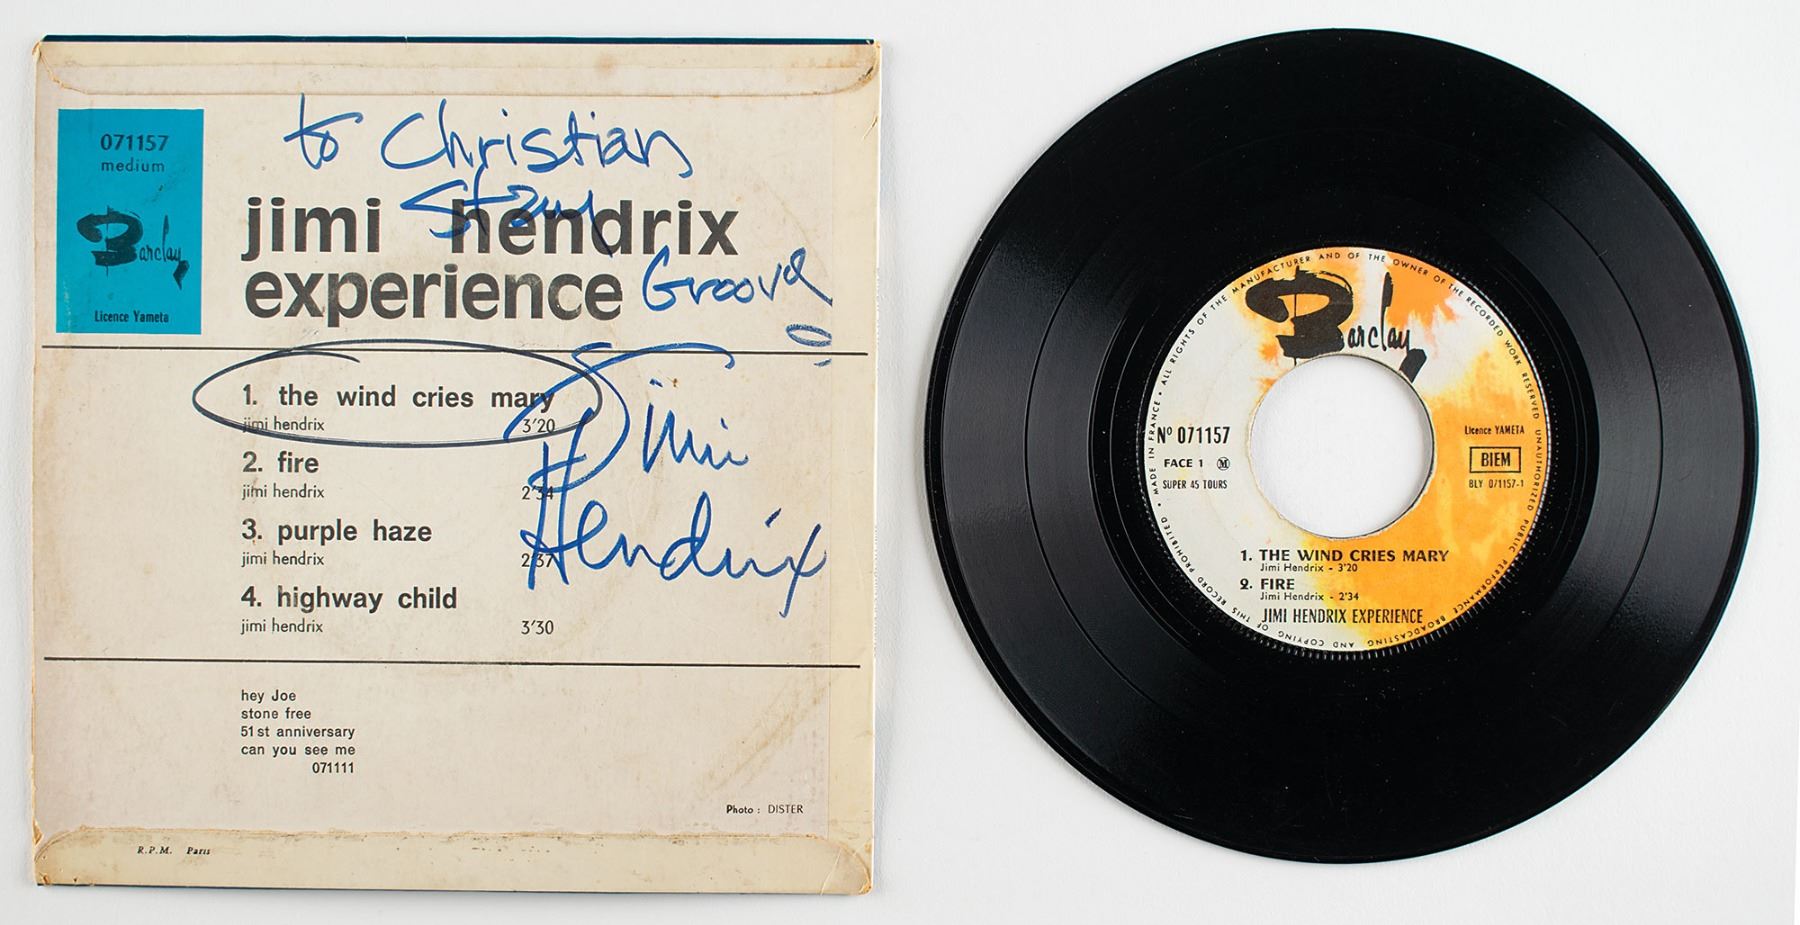 071157
medium
Barclay
Licence Yameta
to Christian
Stay
jimi hendrix
experience
Groovy
1. the wind cries mary
jimi hendrix 3'20
2. fire
jimi hendrix 2'34
3. purple haze
jimi hendrix 2'37
4. highway child
jimi hendrix 3'30
Jimi
Hendrix
hey Joe
stone free
51st anniversary
can you see me
071111
Photo : DISTER
R.P.M. Paris
ALL RIGHTS OF THE MANUFACTURER AND OF THE OWNER OF THE RECORDED WORK RESERVED UNAUTHORIZED PUBLIC PERFORMANCE BROADCASTING AND COPYING OF THIS RECORD PROHIBITED • MADE IN FRANCE •
Barclay
Nº 071157
FACE 1 M
SUPER 45 TOURS
Licence YAMETA
BIEM
BLY 071157-1
1. THE WIND CRIES MARY
Jimi Hendrix - 3'20
2. FIRE
Jimi Hendrix - 2'34
JIMI HENDRIX EXPERIENCE